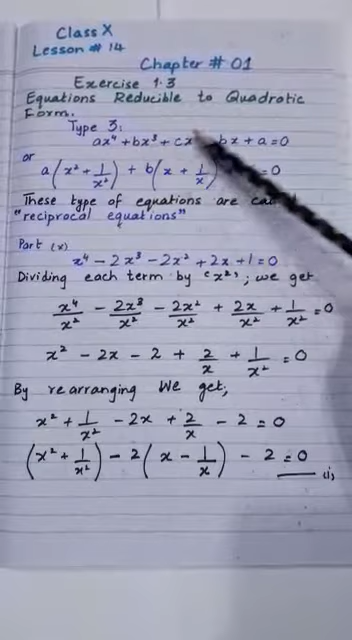 Class X
Lesson # 14
Chapter # 01
Exercise 1.3
Equations Reducible to Quadratic
Form.
Type 3:
ax⁴ + bx³ + cx bx + a = 0
or
a(x² + 1/x²) + b(x + 1/x) = 0
These type of equations are
"reciprocal equations"
Part (x)
x⁴ - 2x³ - 2x² + 2x + 1 = 0
Dividing each term by "x²", we get
x⁴/x² - 2x³/x² - 2x²/x² + 2x/x² + 1/x² = 0
x² - 2x - 2 + 2/x + 1/x² = 0
By rearranging We get,
x² + 1/x² - 2x + 2/x - 2 = 0
(x² + 1/x²) - 2(x - 1/x) - 2 = 0 — (i)